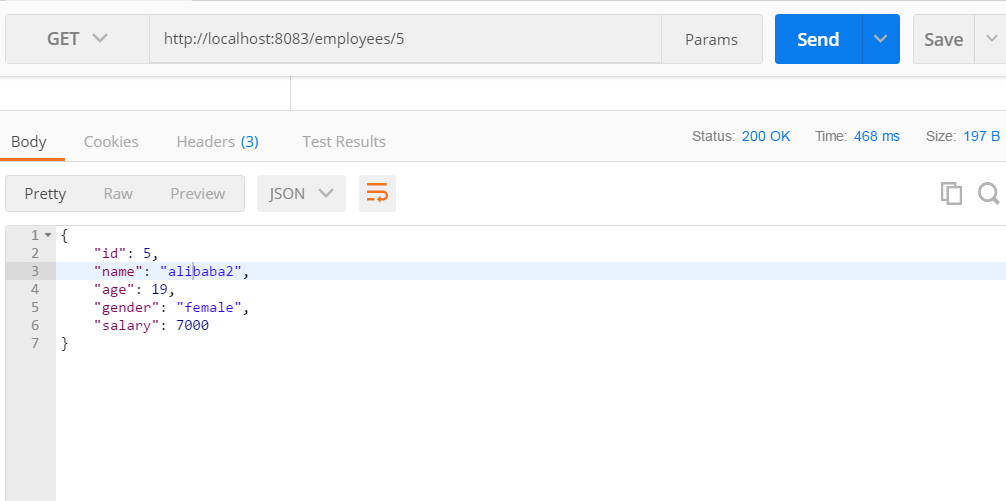 GET http://localhost:8083/employees/5 Params Send Save
Body Cookies Headers (3) Test Results Status: 200 OK Time: 468 ms Size: 197 B
Pretty Raw Preview JSON
1 {
2 "id": 5,
3 "name": "alibaba2",
4 "age": 19,
5 "gender": "female",
6 "salary": 7000
7 }